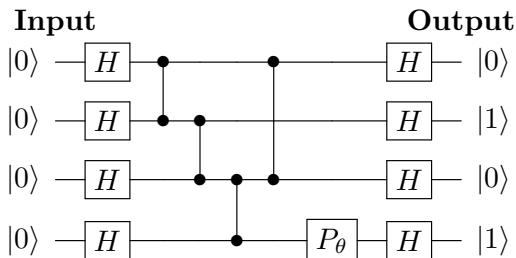 Input Output
|0⟩ H H |0⟩
|0⟩ H H |1⟩
|0⟩ H H |0⟩
|0⟩ H P_θ H |1⟩